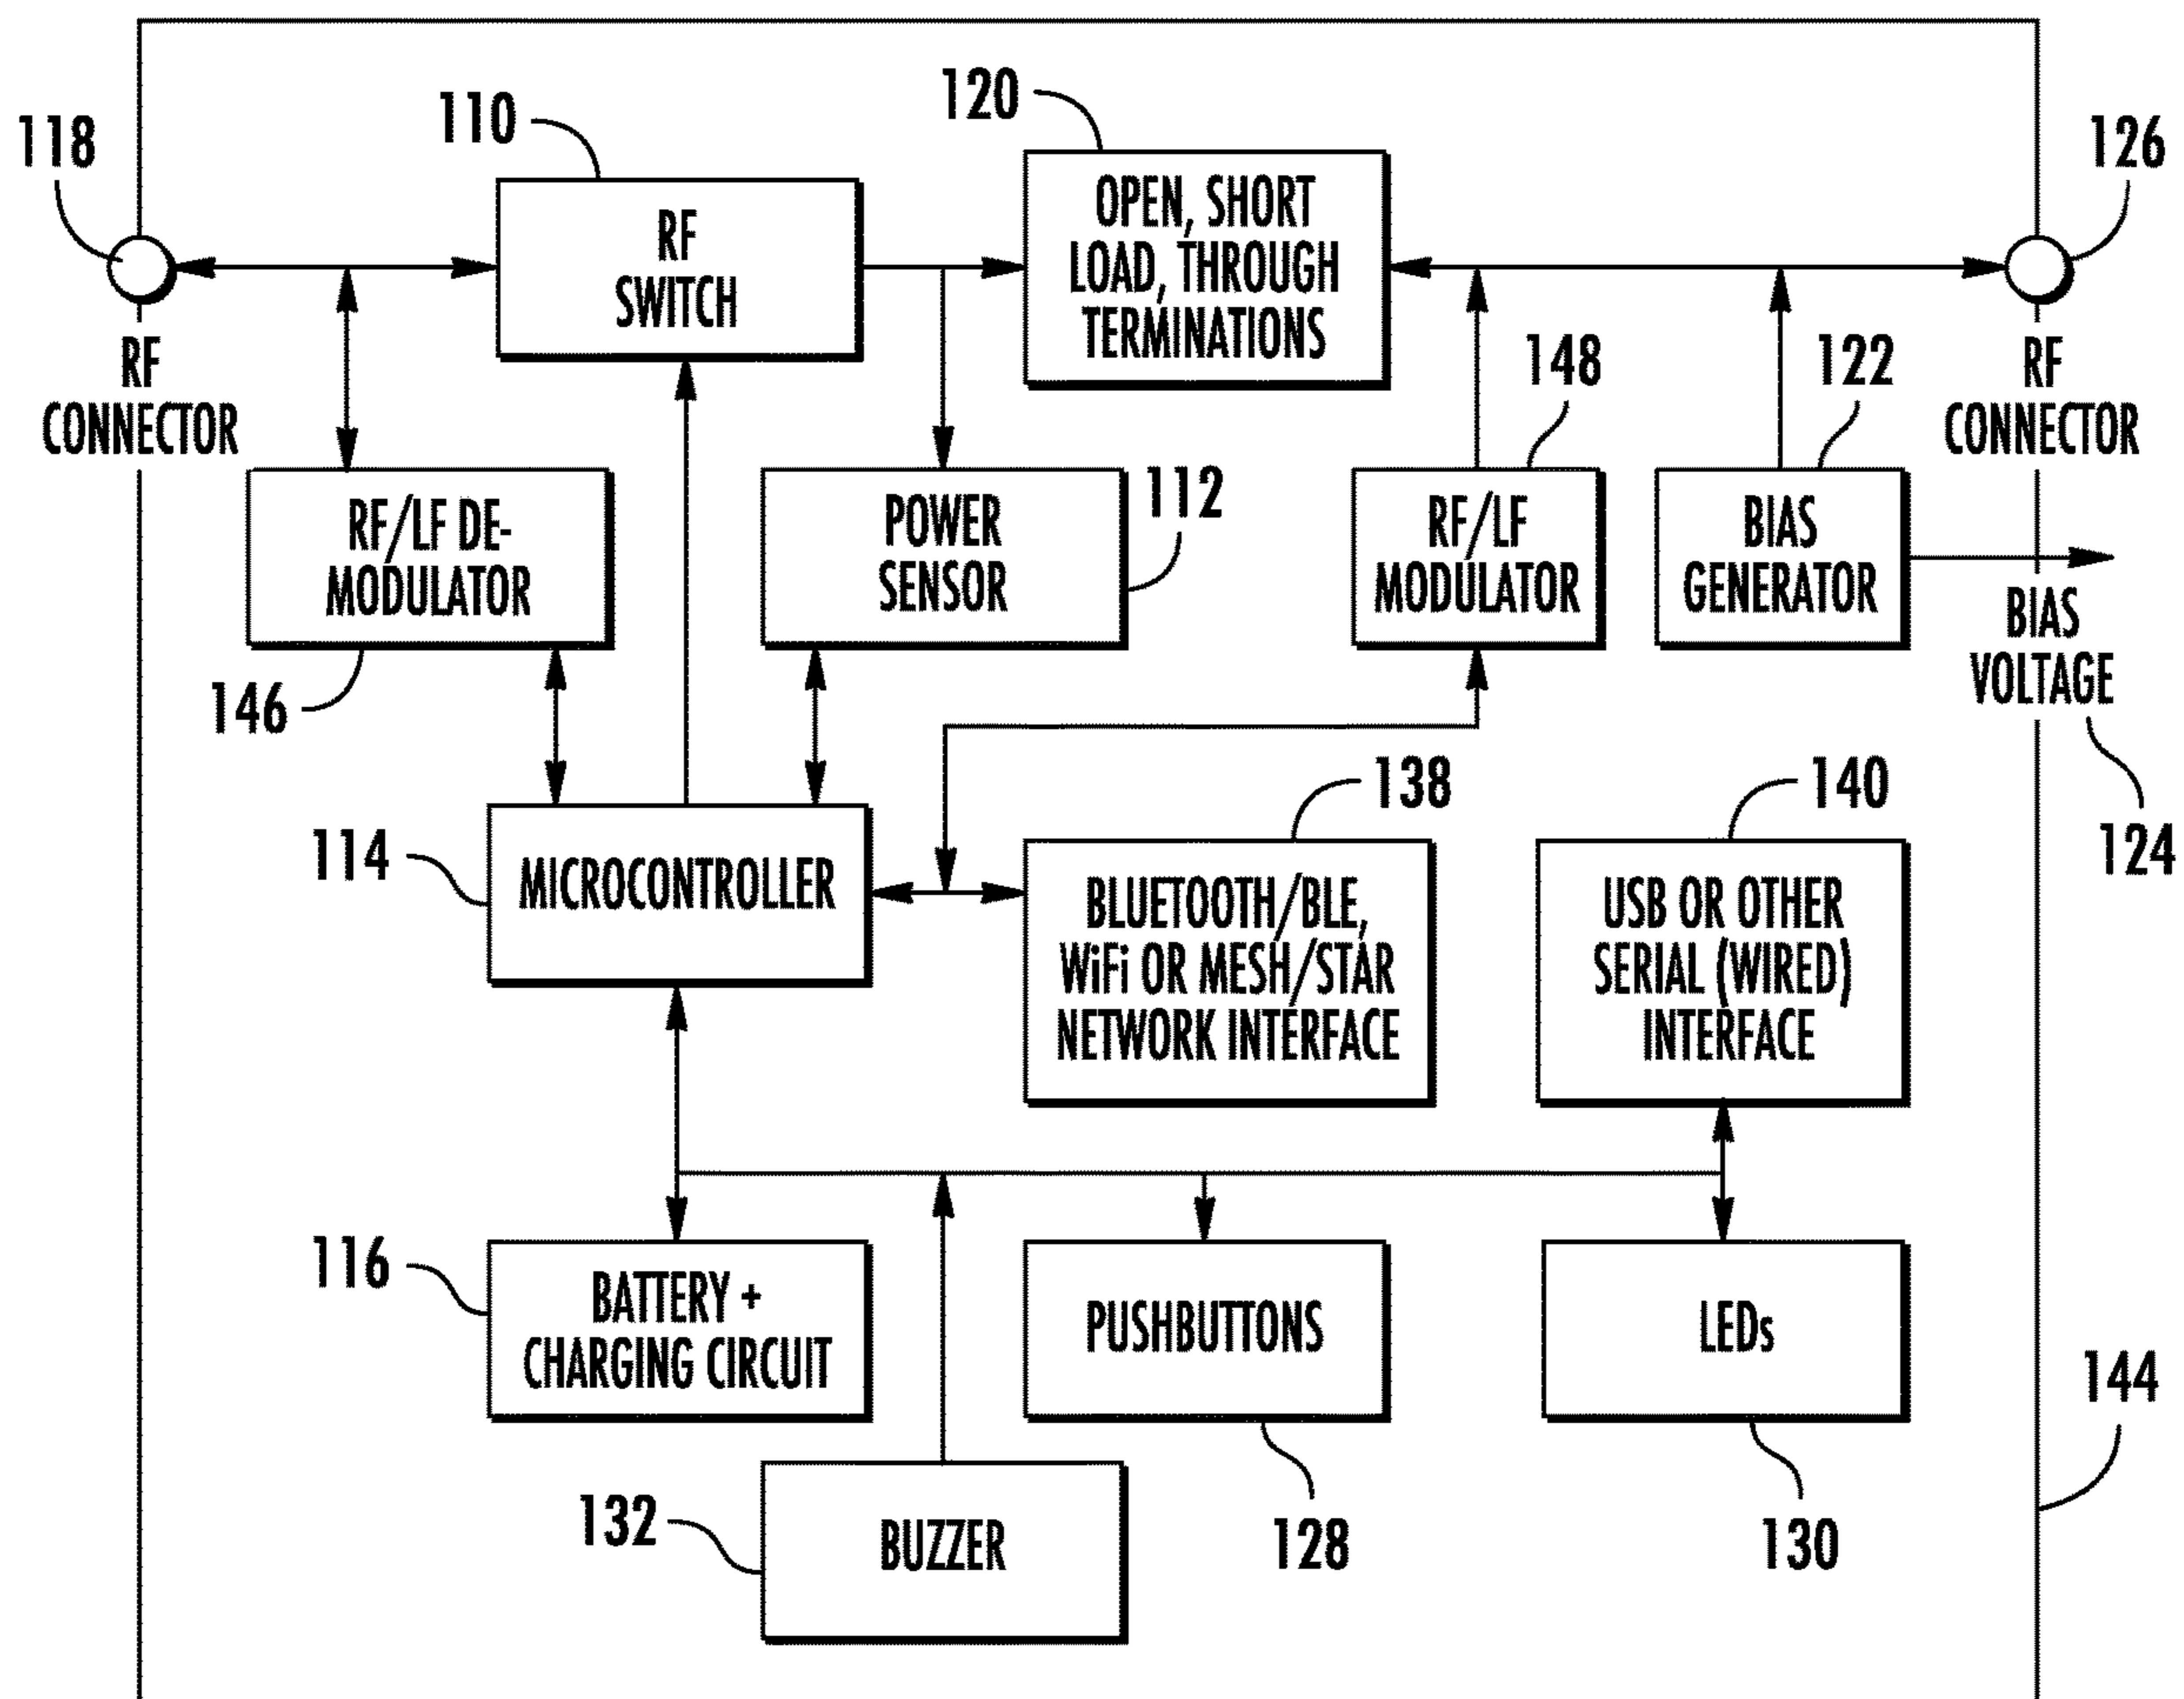 120
110
118
126
OPEN, SHORT
LOAD, THROUGH
TERMINATIONS
RF
SWITCH
RF
CONNECTOR
148
122
RF
CONNECTOR
RF/LF DE-
MODULATOR
POWER
SENSOR
112
RF/LF
MODULATOR
BIAS
GENERATOR
BIAS
VOLTAGE
146
138
140
124
114
MICROCONTROLLER
BLUETOOTH/BLE,
WiFi OR MESH/STAR
NETWORK INTERFACE
USB OR OTHER
SERIAL (WIRED)
INTERFACE
116
BATTERY +
CHARGING CIRCUIT
PUSHBUTTONS
LEDs
144
132
BUZZER
128
130